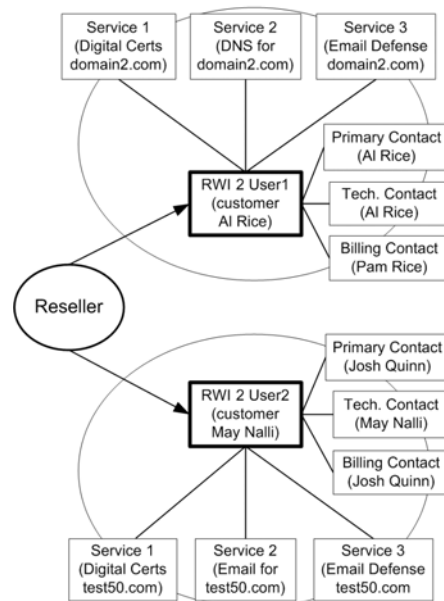 Service 1
(Digital Certs
domain2.com)
Service 2
(DNS for
domain2.com)
Service 3
(Email Defense
domain2.com)
Primary Contact
(Al Rice)
RWI 2 User1
(customer
Al Rice)
Tech. Contact
(Al Rice)
Billing Contact
(Pam Rice)
Reseller
Primary Contact
(Josh Quinn)
RWI 2 User2
(customer
May Nalli)
Tech. Contact
(May Nalli)
Billing Contact
(Josh Quinn)
Service 1
(Digital Certs
test50.com)
Service 2
(Email for
test50.com)
Service 3
(Email Defense
test50.com